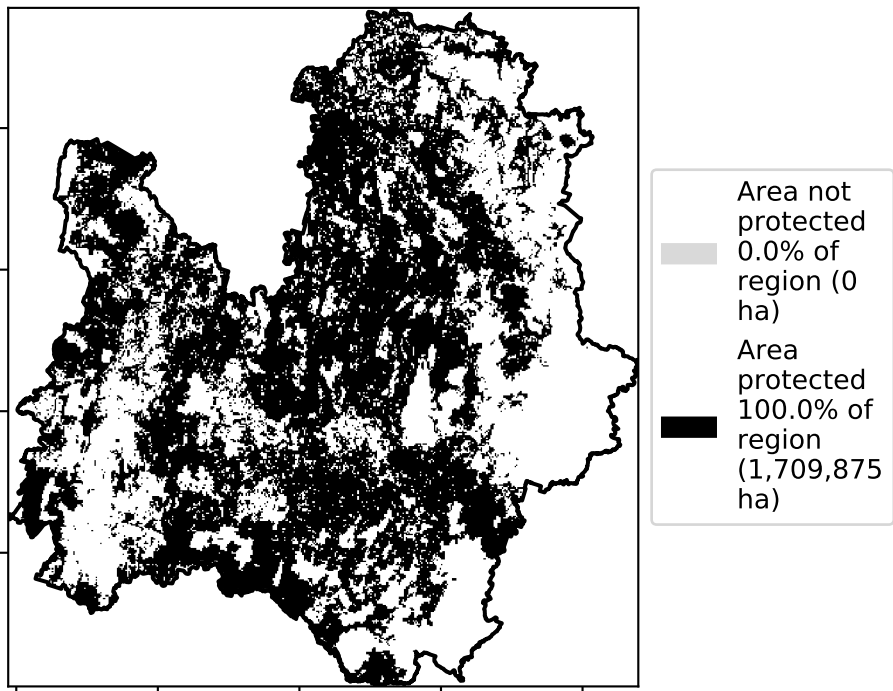 Area not
protected
0.0% of
region (0
ha)
Area
protected
100.0% of
region
(1,709,875
ha)